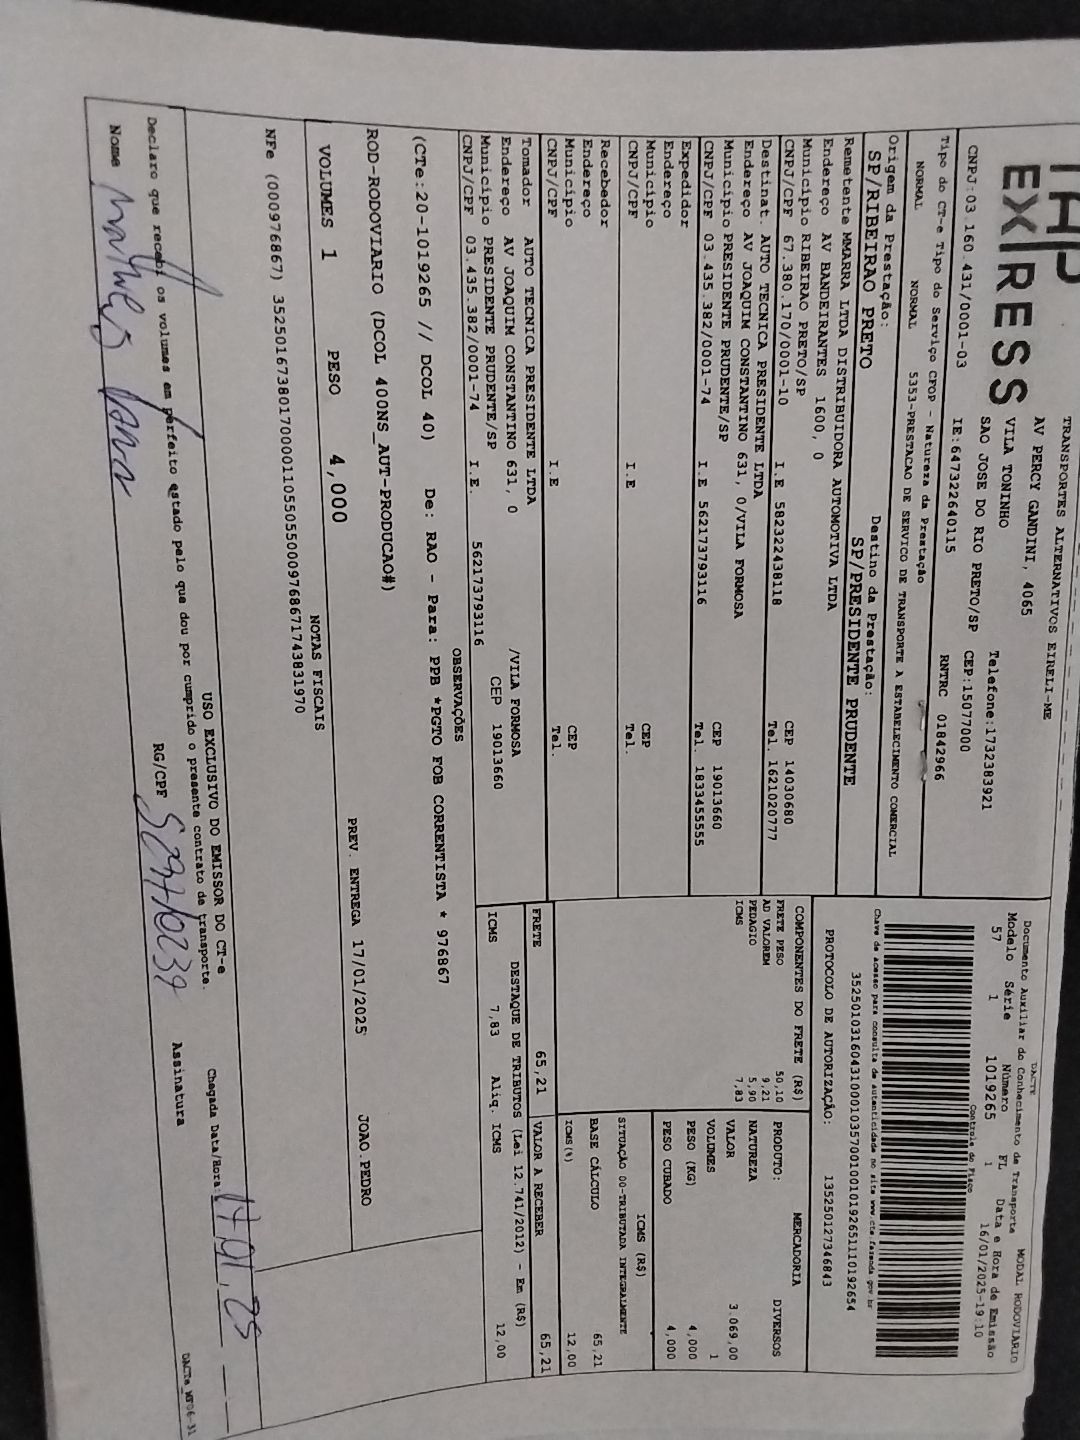 TAP
EXPRESS
TRANSPORTES ALTERNATIVOS EIRELI-ME
AV PERCY GANDINI, 4065
VILA TONINHO
SAO JOSE DO RIO PRETO/SP CEP:15077000
Telefone:1732383921
CNPJ:03.160.431/0001-03 IE:647322640115 RNTRC 01842966
Tipo do CT-e Tipo do Serviço CFOP - Natureza da Prestação
NORMAL NORMAL 5353-PRESTACAO DE SERVICO DE TRANSPORTE A ESTABELECIMENTO COMERCIAL
Origem da Prestação: Destino da Prestação:
SP/RIBEIRAO PRETO SP/PRESIDENTE PRUDENTE
Remetente MMARRA LTDA DISTRIBUIDORA AUTOMOTIVA LTDA
Endereço AV BANDEIRANTES 1600, 0
Município RIBEIRAO PRETO/SP CEP 14030680
CNPJ/CPF 67.380.170/0001-10 I.E 582322438118 Tel. 1621020777
Destinat. AUTO TECNICA PRESIDENTE LTDA
Endereço AV JOAQUIM CONSTANTINO 631, 0/VILA FORMOSA
Município PRESIDENTE PRUDENTE/SP CEP 19013660
CNPJ/CPF 03.435.382/0001-74 I.E 562173793116 Tel. 1833455555
Expedidor
Endereço
Município CEP
CNPJ/CPF I.E Tel.
Recebedor
Endereço
Município CEP
CNPJ/CPF I.E Tel.
Tomador AUTO TECNICA PRESIDENTE LTDA
Endereço AV JOAQUIM CONSTANTINO 631, 0 /VILA FORMOSA
Município PRESIDENTE PRUDENTE/SP CEP 19013660
CNPJ/CPF 03.435.382/0001-74 I.E. 562173793116
DACTE
Documento Auxiliar do Conhecimento de Transporte MODAL RODOVIÁRIO
Modelo Série Número FL Data e Hora de Emissão
57 1 1019265 1 16/01/2025-19:10
Controle do Fisco
Chave de acesso para consulta de autenticidade no site www.cte.fazenda.gov.br
35250103160431000103570010010192651110192654
PROTOCOLO DE AUTORIZAÇÃO: 135250127346843
COMPONENTES DO FRETE (R$)
FRETE PESO 50,10
AD VALOREM 9,21
PEDAGIO 5,90
ICMS 7,83
MERCADORIA
PRODUTO: DIVERSOS
NATUREZA
VALOR 3.069,00
VOLUMES 1
PESO (KG) 4,000
PESO CUBADO 4,000
ICMS (R$)
SITUAÇÃO 00-TRIBUTADA INTEGRALMENTE
BASE CÁLCULO 65,21
ICMS (%) 12,00
FRETE 65,21 VALOR A RECEBER 65,21
DESTAQUE DE TRIBUTOS (Lei 12.741/2012) - Em (R$)
ICMS 7,83 Aliq. ICMS 12,00
OBSERVAÇÕES
(CTe:20-1019265 // DCOL 40) De: RAO - Para: PPB *PGTO FOB CORRENTISTA * 976867
ROD-RODOVIARIO (DCOL 400NS_AUT-PRODUCAO#)
VOLUMES 1 PESO 4,000 PREV. ENTREGA 17/01/2025 JOAO.PEDRO
NOTAS FISCAIS
NFe (000976867) 35250167380170000110550550009768671743831970
USO EXCLUSIVO DO EMISSOR DO CT-e
Declaro que recebi os volumes em perfeito estado pelo que dou por cumprido o presente contrato de transporte.
Chegada Data/Hora 17.01.25
Nome RG/CPF Assinatura
DACTe_WF06-31